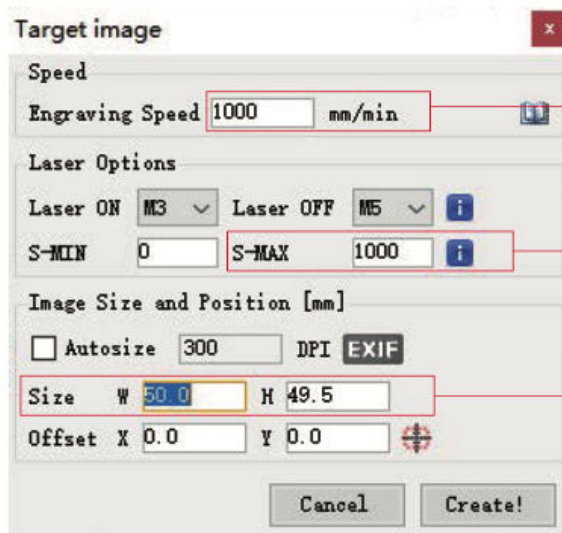 Target image
x
Speed
Engraving Speed 1000 mm/min
Laser Options
Laser ON M3 Laser OFF M5 i
S-MIN 0 S-MAX 1000 i
Image Size and Position [mm]
Autosize 300 DPI EXIF
Size W 50.0 H 49.5
Offset X 0.0 Y 0.0
Cancel Create!